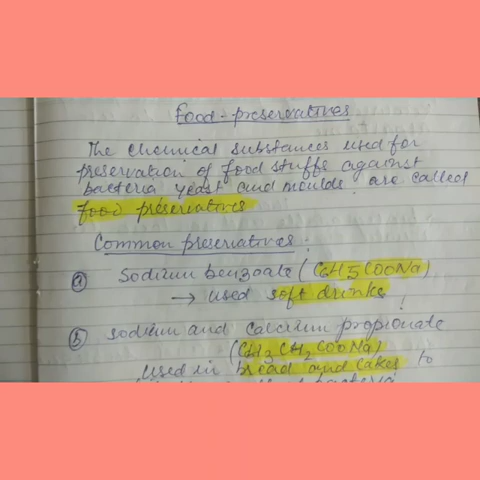 Food-preservatives
The chemical substances used for
preservation of food stuffs against
bacteria yeast and moulds are called
food preservatives
Common preservatives:
(a) Sodium benzoate (C6H5COONa)
→ used soft drinks!
(b) Sodium and Calcium propionate
(CH3CH2COONa)
used in bread and cakes to